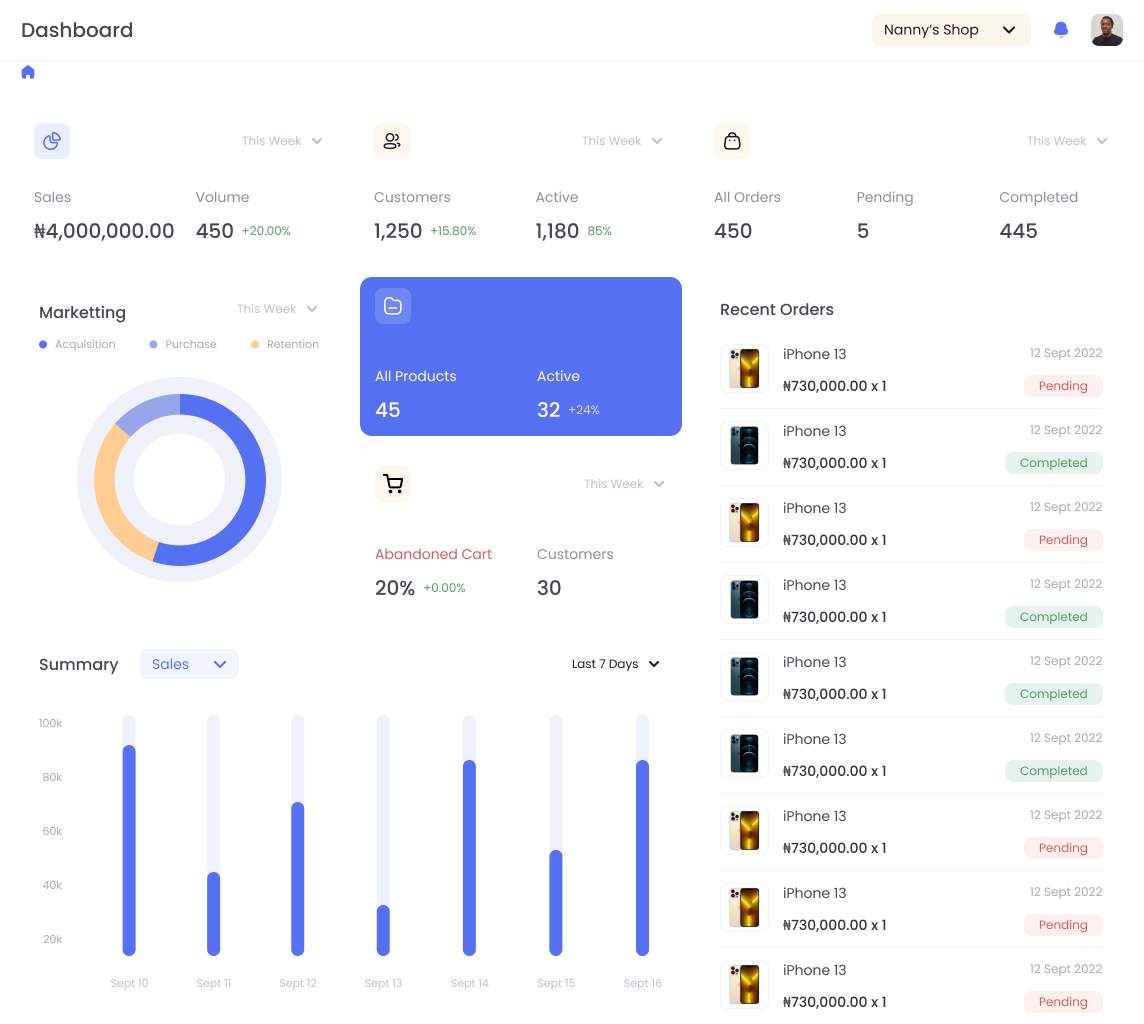 Dashboard
Nanny's Shop
This Week
Sales
₦4,000,000.00
Volume
450 +20.00%
This Week
Customers
1,250 +15.80%
Active
1,180 85%
This Week
All Orders
450
Pending
5
Completed
445
Marketting
This Week
Acquisition
Purchase
Retention
All Products
45
Active
32 +24%
This Week
Abandoned Cart
20% +0.00%
Customers
30
Summary
Sales
Last 7 Days
100k
80k
60k
40k
20k
Sept 10
Sept 11
Sept 12
Sept 13
Sept 14
Sept 15
Sept 16
Recent Orders
iPhone 13
12 Sept 2022
₦730,000.00 x 1
Pending
iPhone 13
12 Sept 2022
₦730,000.00 x 1
Completed
iPhone 13
12 Sept 2022
₦730,000.00 x 1
Pending
iPhone 13
12 Sept 2022
₦730,000.00 x 1
Completed
iPhone 13
12 Sept 2022
₦730,000.00 x 1
Completed
iPhone 13
12 Sept 2022
₦730,000.00 x 1
Completed
iPhone 13
12 Sept 2022
₦730,000.00 x 1
Pending
iPhone 13
12 Sept 2022
₦730,000.00 x 1
Pending
iPhone 13
12 Sept 2022
₦730,000.00 x 1
Pending